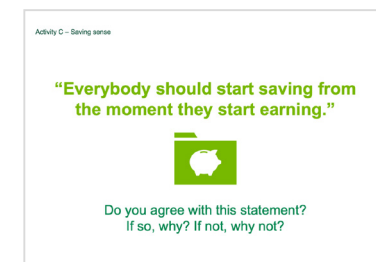 Activity C – Saving sense
“Everybody should start saving from
the moment they start earning.”
Do you agree with this statement?
If so, why? If not, why not?